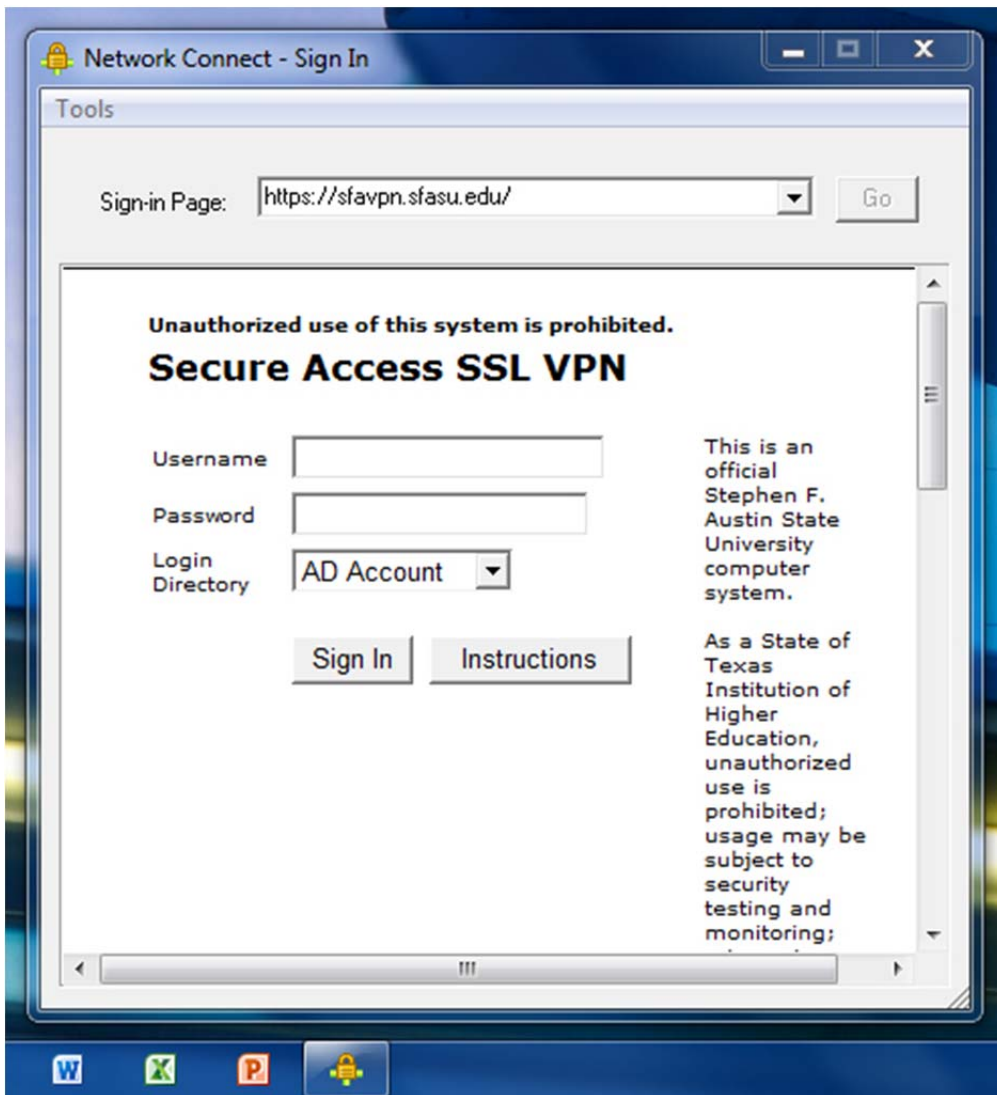 Network Connect - Sign In
Tools
Sign-in Page:
https://sfavpn.sfasu.edu/
Go
Unauthorized use of this system is prohibited.
Secure Access SSL VPN
Username
Password
Login
Directory
AD Account
Sign In
Instructions
This is an
official
Stephen F.
Austin State
University
computer
system.
As a State of
Texas
Institution of
Higher
Education,
unauthorized
use is
prohibited;
usage may be
subject to
security
testing and
monitoring;
W
X
P